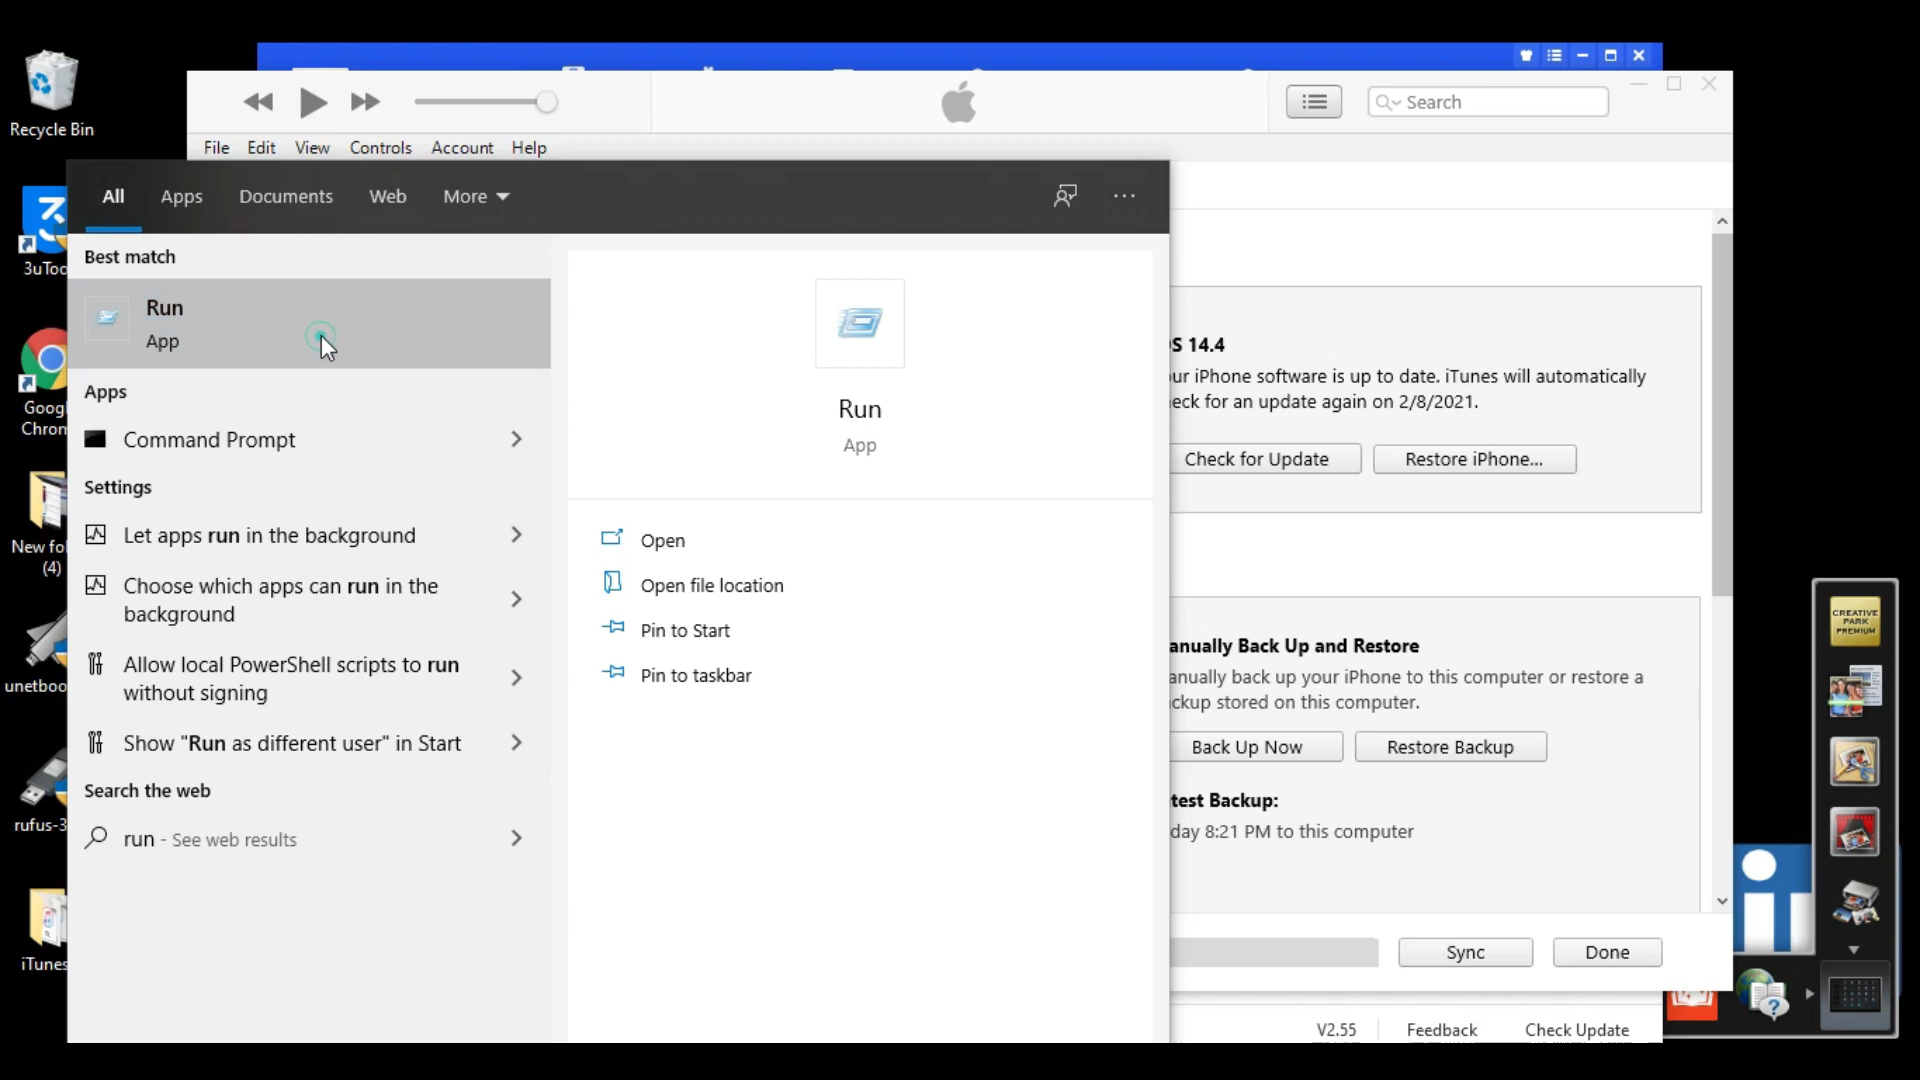 Recycle Bin
3uToo
Googl
Chrom
New fol
(4)
unetboo
rufus-3
iTunes
Search
File Edit View Controls Account Help
All Apps Documents Web More
Best match
Run
App
Apps
Command Prompt
Settings
Let apps run in the background
Choose which apps can run in the
background
Allow local PowerShell scripts to run
without signing
Show "Run as different user" in Start
Search the web
run - See web results
Run
App
Open
Open file location
Pin to Start
Pin to taskbar
S 14.4
ur iPhone software is up to date. iTunes will automatically
eck for an update again on 2/8/2021.
Check for Update Restore iPhone...
anually Back Up and Restore
anually back up your iPhone to this computer or restore a
ckup stored on this computer.
Back Up Now Restore Backup
test Backup:
day 8:21 PM to this computer
Sync Done
V2.55 Feedback Check Update
CREATIVE
PARK
PREMIUM
it